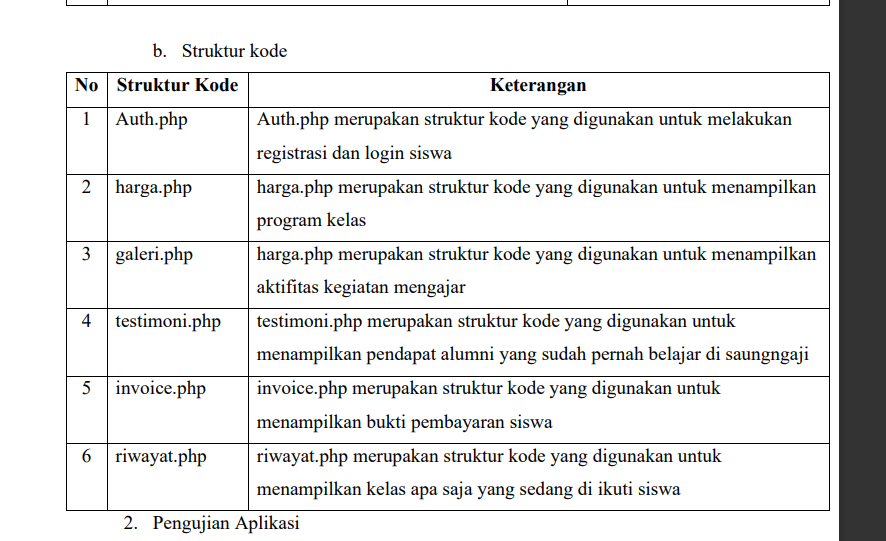 b. Struktur kode
No Struktur Kode Keterangan
1 Auth.php Auth.php merupakan struktur kode yang digunakan untuk melakukan
registrasi dan login siswa
2 harga.php harga.php merupakan struktur kode yang digunakan untuk menampilkan
program kelas
3 galeri.php harga.php merupakan struktur kode yang digunakan untuk menampilkan
aktifitas kegiatan mengajar
4 testimoni.php testimoni.php merupakan struktur kode yang digunakan untuk
menampilkan pendapat alumni yang sudah pernah belajar di saungngaji
5 invoice.php invoice.php merupakan struktur kode yang digunakan untuk
menampilkan bukti pembayaran siswa
6 riwayat.php riwayat.php merupakan struktur kode yang digunakan untuk
menampilkan kelas apa saja yang sedang di ikuti siswa
2. Pengujian Aplikasi